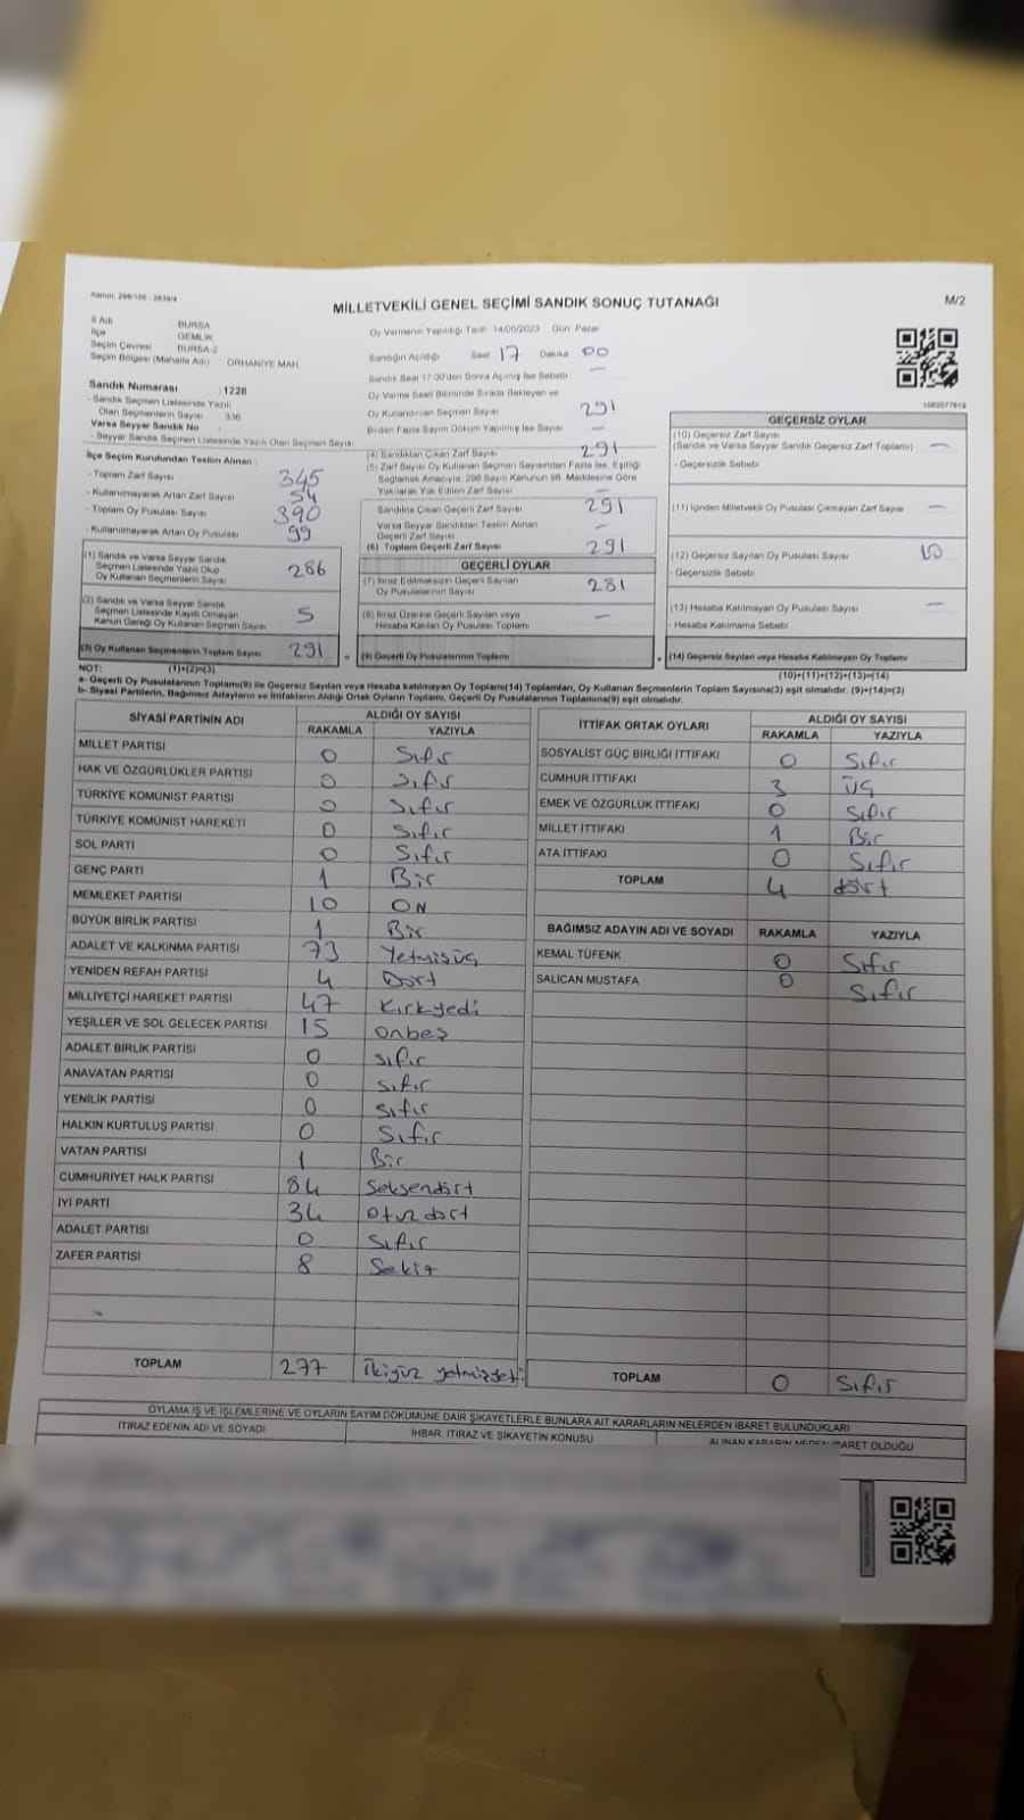 MİLLETVEKİLİ GENEL SEÇİMİ SANDIK SONUÇ TUTANAĞI
M/2
İl Adı BURSA
İlçe GEMLİK
Seçim Çevresi BURSA-2
Seçim Bölgesi (Mahalle Adı) ORHANİYE MAH.
Oy Vermenin Yapıldığı Tarih 14/05/2023 Gün: Pazar
Sandığın Açıldığı Saat 17 Dakika 00
Sandık Saat 17:00'den Sonra Açılmış İse Sebebi —
Sandık Numarası :1228
- Sandık Seçmen Listesinde Yazılı Olan Seçmenlerin Sayısı 336
Varsa Seyyar Sandık No
- Seyyar Sandık Seçmen Listesinde Yazılı Olan Seçmen Sayısı
Oy Verme Saati Bitiminde Sırada Bekleyen ve
Oy Kullandırılan Seçmen Sayısı 291
Birden Fazla Sayım Döküm Yapılmış İse Sayısı —
İlçe Seçim Kurulundan Teslim Alınan
- Toplam Zarf Sayısı 345
- Kullanılmayarak Artan Zarf Sayısı 54
- Toplam Oy Pusulası Sayısı 390
- Kullanılmayarak Artan Oy Pusulası 99
(1) Sandık ve Varsa Seyyar Sandık
Seçmen Listesinde Yazılı Olup
Oy Kullanan Seçmenlerin Sayısı 286
(2) Sandık ve Varsa Seyyar Sandık
Seçmen Listesinde Kayıtlı Olmayan
Kanun Gereği Oy Kullanan Seçmen Sayısı 5
(3) Oy Kullanan Seçmenlerin Toplam Sayısı 291
(4) Sandıktan Çıkan Zarf Sayısı 291
(5) Zarf Sayısı Oy Kullanan Seçmen Sayısından Fazla İse, Eşitliği
Sağlamak Amacıyla, 298 Sayılı Kanunun 98. Maddesine Göre
Yakılarak Yok Edilen Zarf Sayısı —
Sandıkta Çıkan Geçerli Zarf Sayısı 291
Varsa Seyyar Sandıktan Teslim Alınan
Geçerli Zarf Sayısı —
(6) Toplam Geçerli Zarf Sayısı 291
GEÇERLİ OYLAR
(7) İtiraz Edilmeksizin Geçerli Sayılan
Oy Pusulalarının Sayısı 281
(8) İtiraz Üzerine Geçerli Sayılan veya
Hesaba Katılan Oy Pusulası Toplamı —
(9) Geçerli Oy Pusulalarının Toplamı
GEÇERSİZ OYLAR
(10) Geçersiz Zarf Sayısı
(Sandık ve Varsa Seyyar Sandık Geçersiz Zarf Toplamı) —
- Geçersizlik Sebebi
(11) İçinden Milletvekili Oy Pusulası Çıkmayan Zarf Sayısı —
(12) Geçersiz Sayılan Oy Pusulası Sayısı 10
- Geçersizlik Sebebi
(13) Hesaba Katılmayan Oy Pusulası Sayısı —
- Hesaba Katılmama Sebebi
(14) Geçersiz Sayılan veya Hesaba Katılmayan Oy Toplamı
NOT: (1)+(2)=(3)
(10)+(11)+(12)+(13)=(14)
a- Geçerli Oy Pusulalarının Toplamı(9) ile Geçersiz Sayılan veya Hesaba katılmayan Oy Toplamı(14) Toplamları, Oy Kullanan Seçmenlerin Toplam Sayısına(3) eşit olmalıdır. (9)+(14)=(3)
b- Siyasi Partilerin, Bağımsız Adayların ve İttifakların Aldığı Ortak Oyların Toplamı, Geçerli Oy Pusulalarının Toplamına(9) eşit olmalıdır.
SİYASİ PARTİNİN ADI ALDIĞI OY SAYISI
RAKAMLA YAZIYLA
MİLLET PARTİSİ 0 Sıfır
HAK VE ÖZGÜRLÜKLER PARTİSİ 0 Sıfır
TÜRKİYE KOMÜNİST PARTİSİ 0 Sıfır
TÜRKİYE KOMÜNİST HAREKETİ 0 Sıfır
SOL PARTİ 0 Sıfır
GENÇ PARTİ 1 Bir
MEMLEKET PARTİSİ 10 ON
BÜYÜK BİRLİK PARTİSİ 1 Bir
ADALET VE KALKINMA PARTİSİ 73 Yetmişüç
YENİDEN REFAH PARTİSİ 4 Dört
MİLLİYETÇİ HAREKET PARTİSİ 47 Kırkyedi
YEŞİLLER VE SOL GELECEK PARTİSİ 15 onbeş
ADALET BİRLİK PARTİSİ 0 sıfır
ANAVATAN PARTİSİ 0 sıfır
YENİLİK PARTİSİ 0 sıfır
HALKIN KURTULUŞ PARTİSİ 0 Sıfır
VATAN PARTİSİ 1 Bir
CUMHURİYET HALK PARTİSİ 84 Seksendört
İYİ PARTİ 34 Otuzdört
ADALET PARTİSİ 0 Sıfır
ZAFER PARTİSİ 8 Sekiz
TOPLAM 277 İkiyüz yetmişyedi
İTTİFAK ORTAK OYLARI ALDIĞI OY SAYISI
RAKAMLA YAZIYLA
SOSYALİST GÜÇ BİRLİĞİ İTTİFAKI 0 Sıfır
CUMHUR İTTİFAKI 3 Üç
EMEK VE ÖZGÜRLÜK İTTİFAKI 0 Sıfır
MİLLET İTTİFAKI 1 Bir
ATA İTTİFAKI 0 Sıfır
TOPLAM 4 dört
BAĞIMSIZ ADAYIN ADI VE SOYADI RAKAMLA YAZIYLA
KEMAL TÜFENK 0 Sıfır
SALİCAN MUSTAFA 0 Sıfır
TOPLAM 0 Sıfır
OYLAMA İŞ VE İŞLEMLERİNE VE OYLARIN SAYIM DÖKÜMÜNE DAİR ŞİKAYETLERLE BUNLARA AİT KARARLARIN NELERDEN İBARET BULUNDUKLARI
İTİRAZ EDENİN ADI VE SOYADI İHBAR, İTİRAZ VE ŞİKAYETİN KONUSU ALINAN KARARIN NEDEN İBARET OLDUĞU